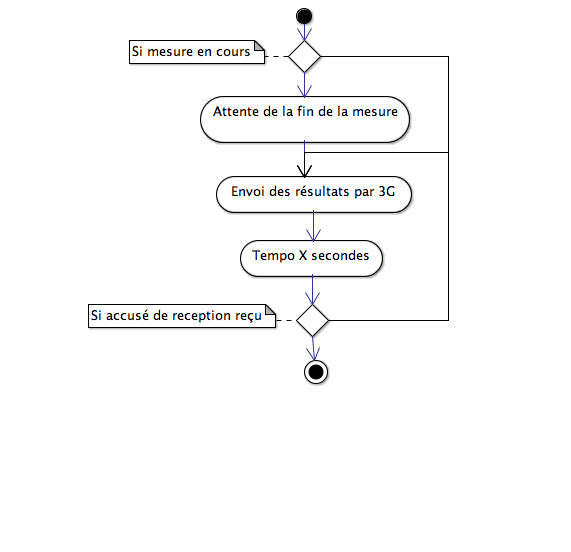 Si mesure en cours
Attente de la fin de la mesure
Envoi des résultats par 3G
Tempo X secondes
Si accusé de reception reçu